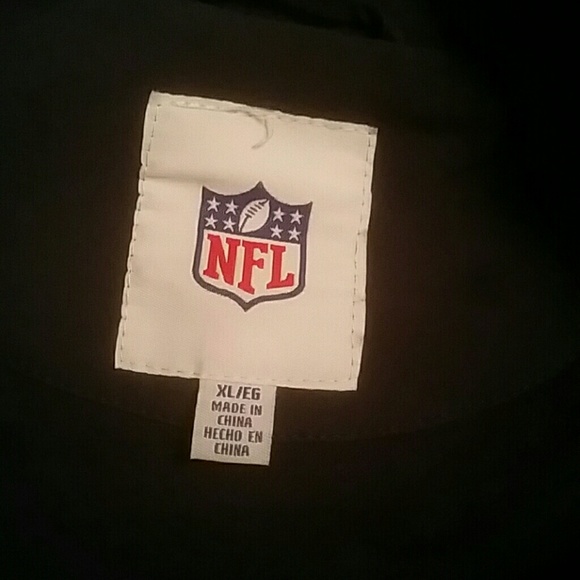 NFL
XL/EG
MADE IN
CHINA
HECHO EN
CHINA